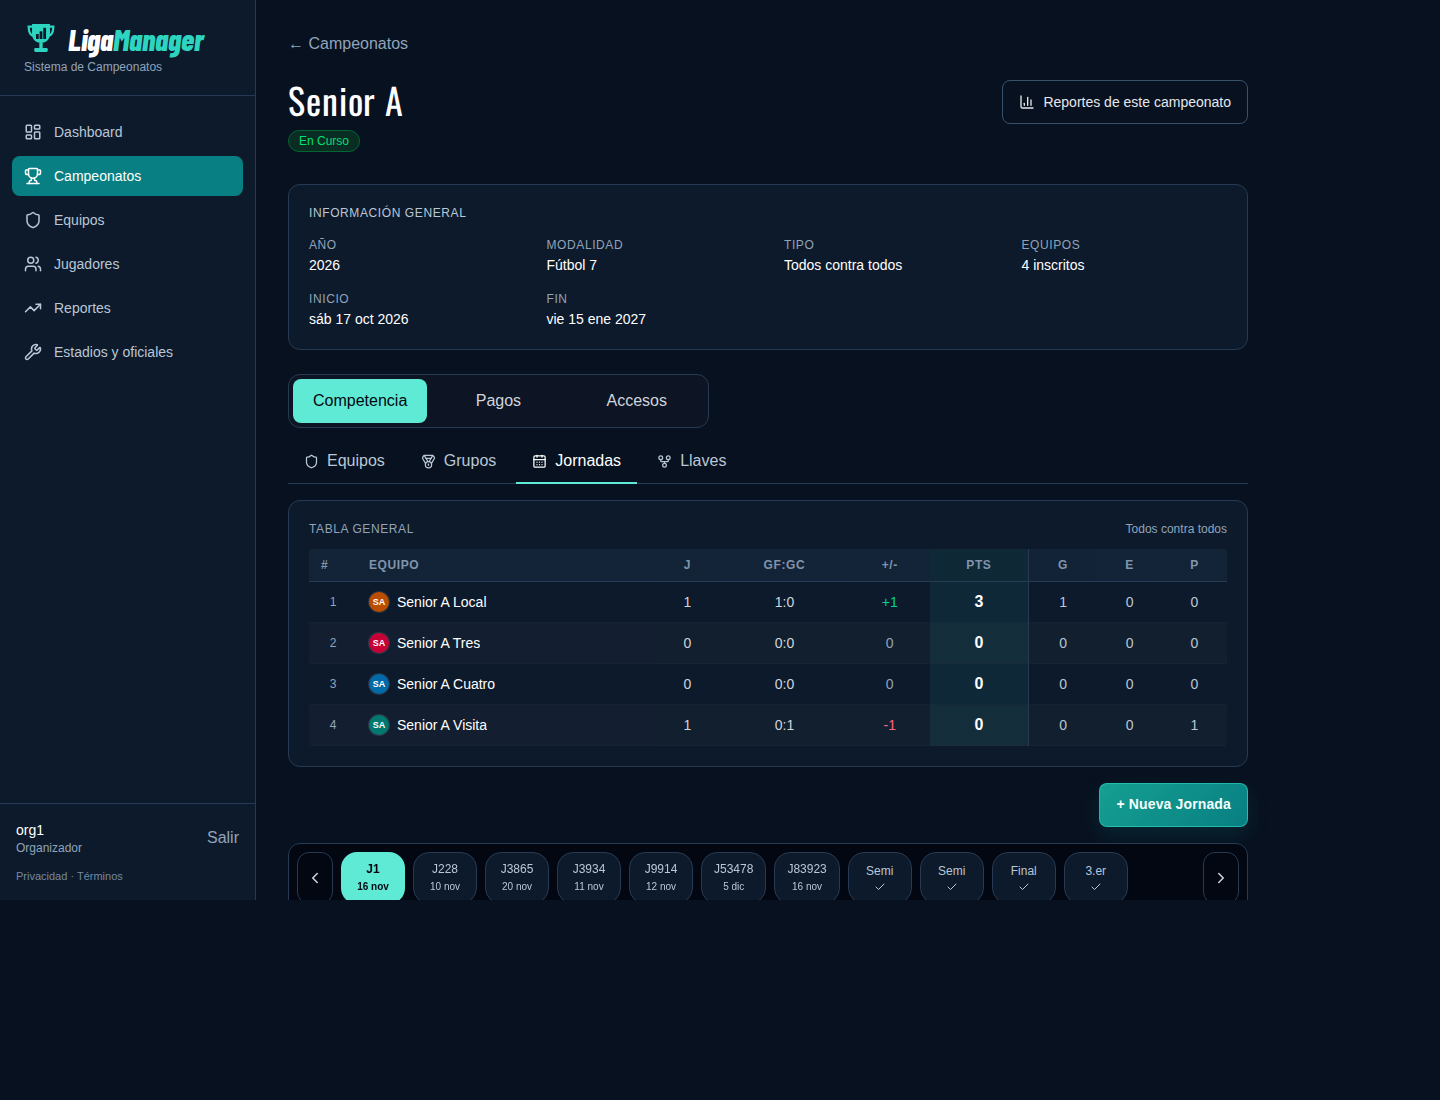 LigaManager
Sistema de Campeonatos
Dashboard
Campeonatos
Equipos
Jugadores
Reportes
Estadios y oficiales
org1
Organizador
Salir
Privacidad · Términos
← Campeonatos
Senior A
En Curso
Reportes de este campeonato
INFORMACIÓN GENERAL
AÑO MODALIDAD TIPO EQUIPOS
2026 Fútbol 7 Todos contra todos 4 inscritos
INICIO FIN
sáb 17 oct 2026 vie 15 ene 2027
Competencia Pagos Accesos
Equipos Grupos Jornadas Llaves
TABLA GENERAL Todos contra todos
# EQUIPO J GF:GC +/- PTS G E P
1 SA Senior A Local 1 1:0 +1 3 1 0 0
2 SA Senior A Tres 0 0:0 0 0 0 0 0
3 SA Senior A Cuatro 0 0:0 0 0 0 0 0
4 SA Senior A Visita 1 0:1 -1 0 0 0 1
+ Nueva Jornada
J1 J228 J3865 J3934 J9914 J53478 J83923 Semi Semi Final 3.er
16 nov 10 nov 20 nov 11 nov 12 nov 5 dic 16 nov